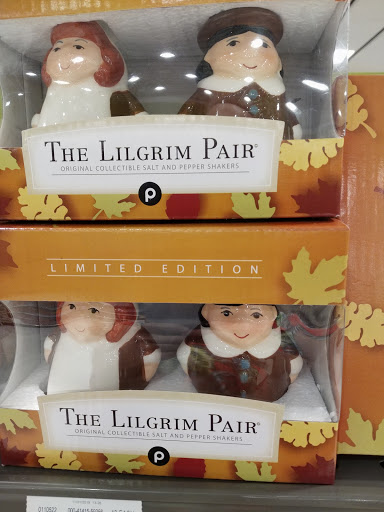 THE LILGRIM PAIR®
ORIGINAL COLLECTIBLE SALT AND PEPPER SHAKERS
P
LIMITED EDITION
THE LILGRIM PAIR®
ORIGINAL COLLECTIBLE SALT AND PEPPER SHAKERS
P